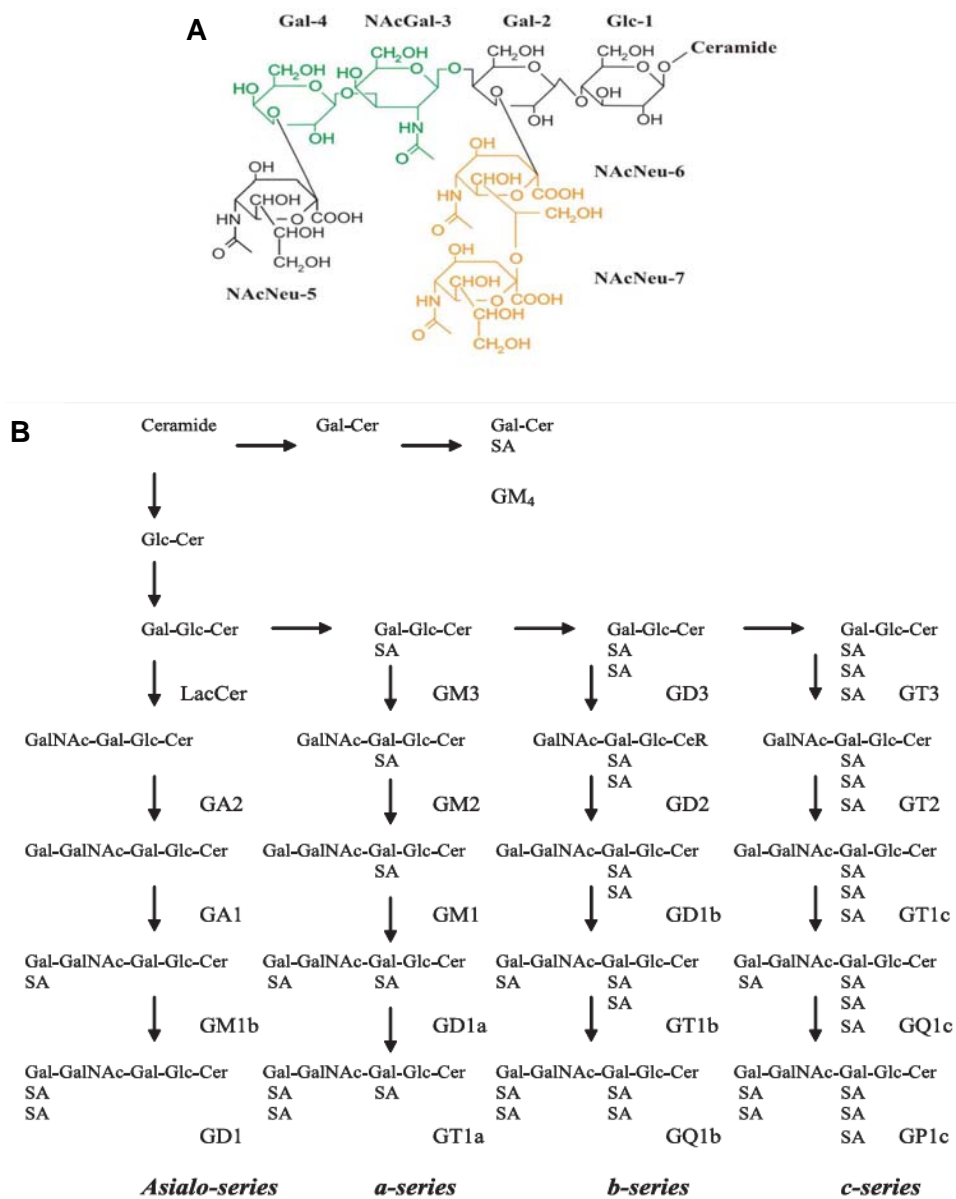 A
Gal-4 NAcGal-3 Gal-2 Glc-1
Ceramide
CH₂OH
CH₂OH
CH₂OH
CH₂OH
HO
O
O
O
O
O
O
O
O
O
O
OH
OH
OH
OH
OH
OH
NH
O
NAcNeu-6
OH
CHOH
COOH
HN
O
O
CHOH
CH₂OH
OH
CHOH
COOH
HN
O
O
CH₂OH
O
NAcNeu-5
NAcNeu-7
OH
CHOH
COOH
HN
O
O
CHOH
CH₂OH
B
Ceramide Gal-Cer Gal-Cer
SA
GM₄
Glc-Cer
Gal-Glc-Cer Gal-Glc-Cer Gal-Glc-Cer Gal-Glc-Cer
SA SA SA
SA SA
LacCer GM3 GD3 SA GT3
GalNAc-Gal-Glc-Cer GalNAc-Gal-Glc-Cer GalNAc-Gal-Glc-CeR GalNAc-Gal-Glc-Cer
SA SA SA
SA SA
GA2 GM2 GD2 SA GT2
Gal-GalNAc-Gal-Glc-Cer Gal-GalNAc-Gal-Glc-Cer Gal-GalNAc-Gal-Glc-Cer Gal-GalNAc-Gal-Glc-Cer
SA SA SA
SA SA
GA1 GM1 GD1b SA GT1c
Gal-GalNAc-Gal-Glc-Cer Gal-GalNAc-Gal-Glc-Cer Gal-GalNAc-Gal-Glc-Cer Gal-GalNAc-Gal-Glc-Cer
SA SA SA SA SA SA SA
SA SA
GM1b GD1a GT1b SA GQ1c
Gal-GalNAc-Gal-Glc-Cer Gal-GalNAc-Gal-Glc-Cer Gal-GalNAc-Gal-Glc-Cer Gal-GalNAc-Gal-Glc-Cer
SA SA SA SA SA SA SA
SA SA SA SA SA SA
GD1 GT1a GQ1b SA GP1c
Asialo-series a-series b-series c-series